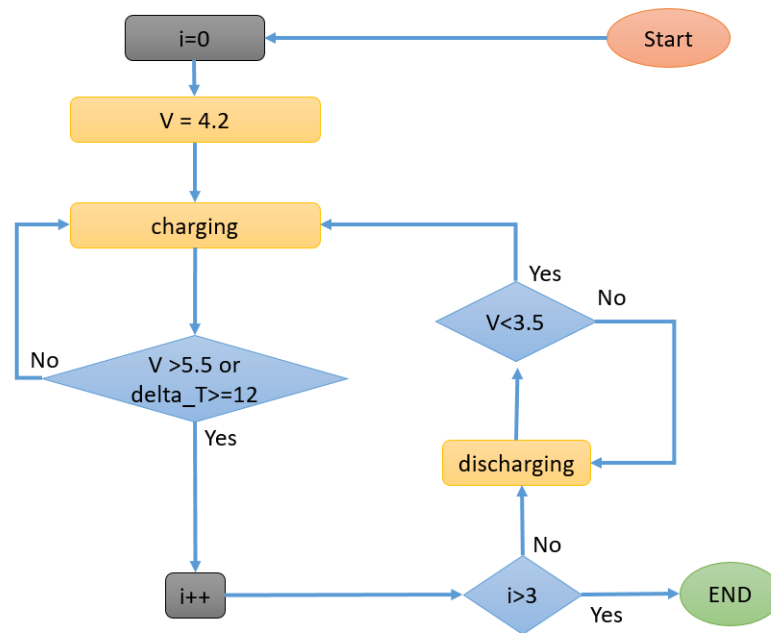 i=0
Start
V = 4.2
charging
Yes
No
V<3.5
No
V >5.5 or
delta_T>=12
Yes
discharging
No
i++
i>3
Yes
END